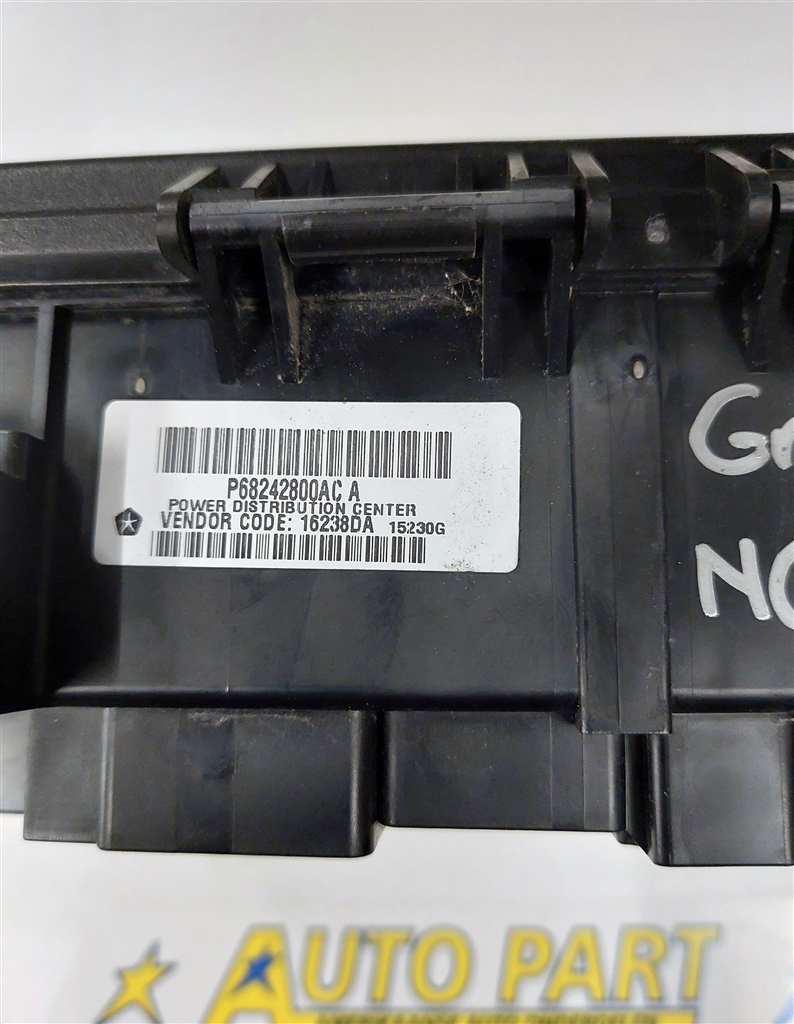 P68242800AC A
POWER DISTRIBUTION CENTER
VENDOR CODE: 16238DA 15230G
AUTO PART